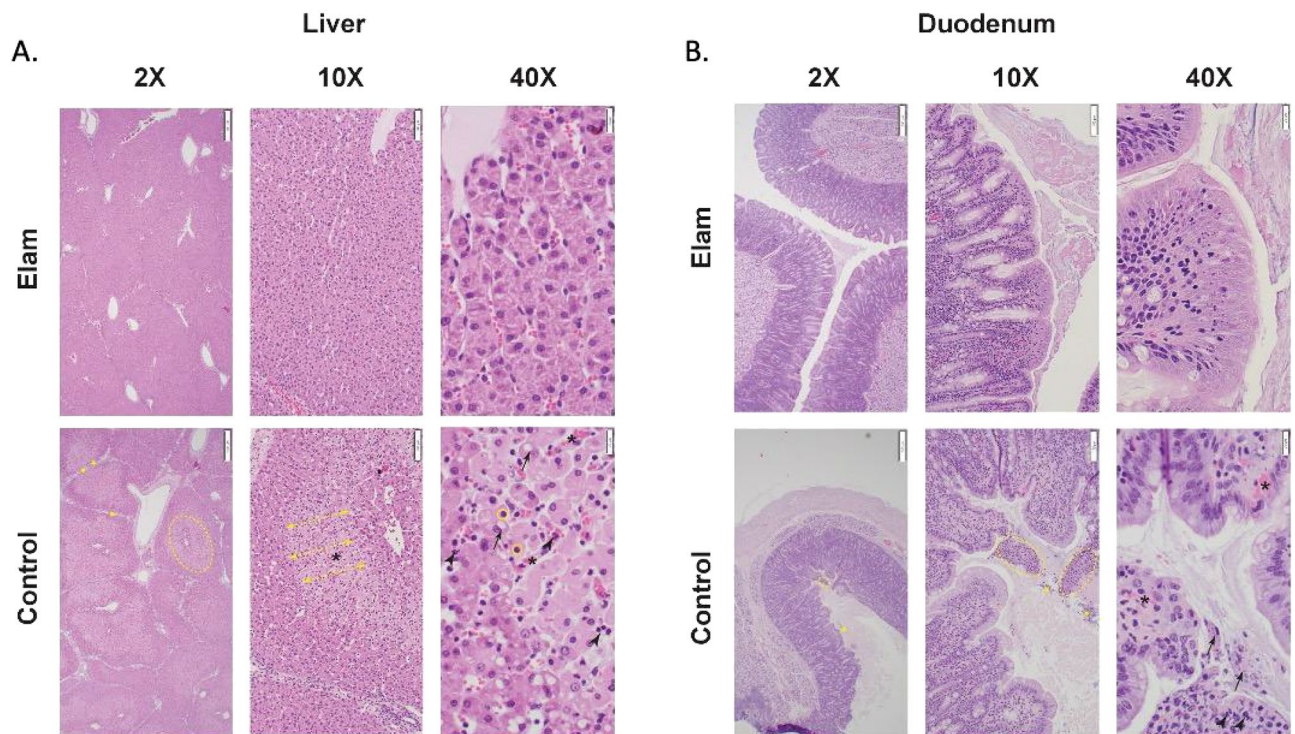 Liver
Duodenum
A.
B.
2X
10X
40X
2X
10X
40X
Elam
Elam
Control
Control